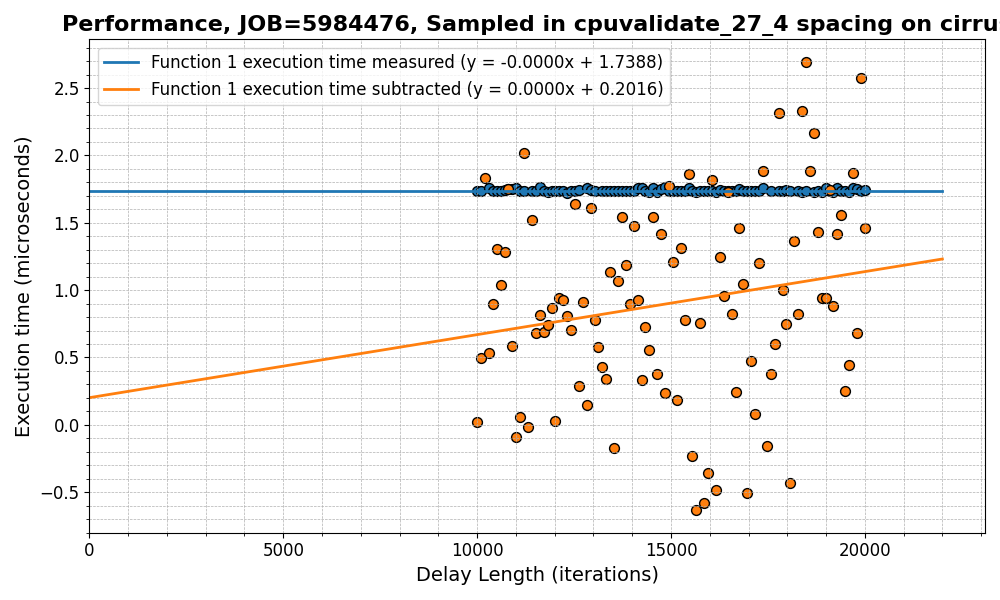 Performance, JOB=5984476, Sampled in cpuvalidate_27_4 spacing on cirru
Function 1 execution time measured (y = -0.0000x + 1.7388)
Function 1 execution time subtracted (y = 0.0000x + 0.2016)
Execution time (microseconds)
2.5
2.0
1.5
1.0
0.5
0.0
−0.5
0 5000 10000 15000 20000
Delay Length (iterations)